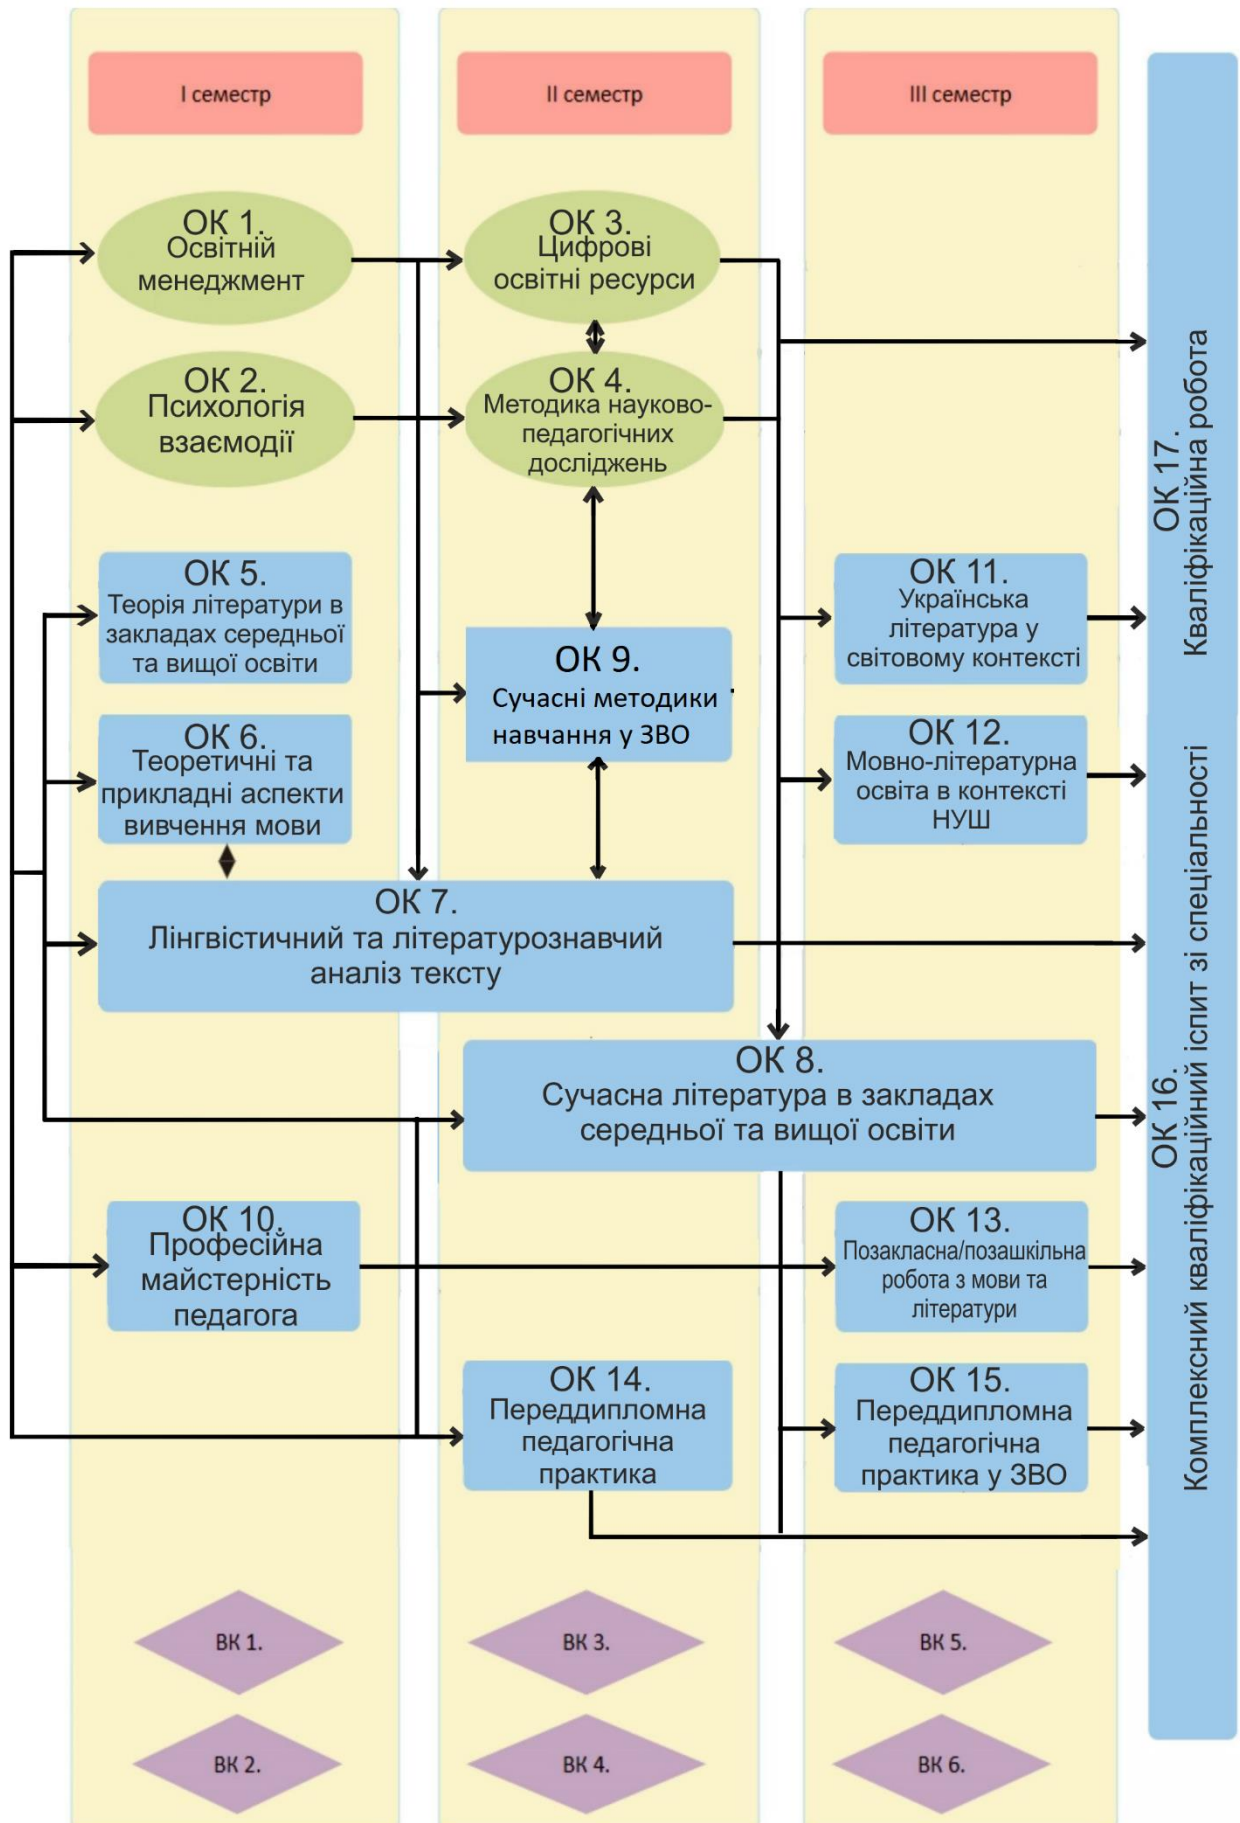 І семестр
ІІ семестр
ІІІ семестр
ОК 1.
Освітній
менеджмент
ОК 3.
Цифрові
освітні ресурси
ОК 2.
Психологія
взаємодії
ОК 4.
Методика науково-
педагогічних
досліджень
ОК 5.
Теорія літератури в
закладах середньої
та вищої освіти
ОК 9.
Сучасні методики
навчання у ЗВО
ОК 11.
Українська
література у
світовому контексті
ОК 6.
Теоретичні та
прикладні аспекти
вивчення мови
ОК 12.
Мовно-літературна
освіта в контексті
НУШ
ОК 7.
Лінгвістичний та літературознавчий
аналіз тексту
ОК 8.
Сучасна література в закладах
середньої та вищої освіти
ОК 10.
Професійна
майстерність
педагога
ОК 13.
Позакласна/позашкільна
робота з мови та
літератури
ОК 14.
Переддипломна
педагогічна
практика
ОК 15.
Переддипломна
педагогічна
практика у ЗВО
ОК 17.
Кваліфікаційна робота
ОК 16.
Комплексний кваліфікаційний іспит зі спеціальності
ВК 1.
ВК 3.
ВК 5.
ВК 2.
ВК 4.
ВК 6.